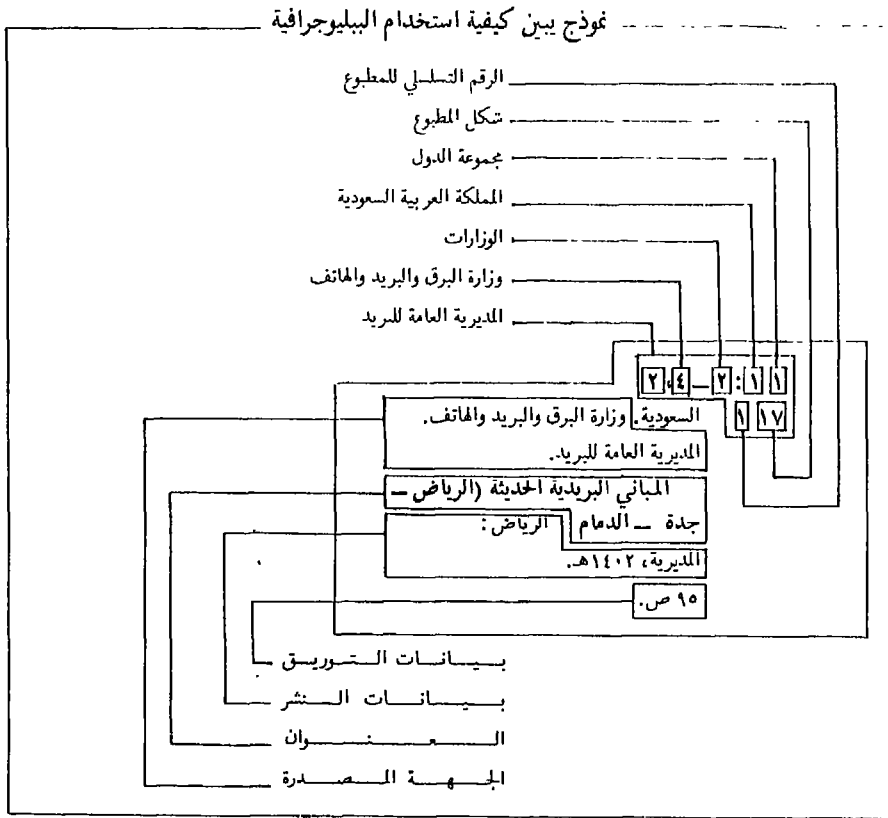 نموذج يبين كيفية استخدام الببليوجرافية
الرقم التسلسلي للمطبوع
شكل المطبوع
مجموعة الدول
المملكة العربية السعودية
الوزارات
وزارة البرق والبريد والهاتف
المديرية العامة للبريد
١ ١ : ٢ – ٤ ، ٢
١٧ ١
السعودية. وزارة البرق والبريد والهاتف.
المديرية العامة للبريد.
المباني البريدية الحديثة (الرياض –
جدة – الدمام الرياض :
المديرية، ١٤٠٢هـ.
٩٥ ص.
بيانات التوريق
بيانات النشر
العنوان
الجهة المصدرة